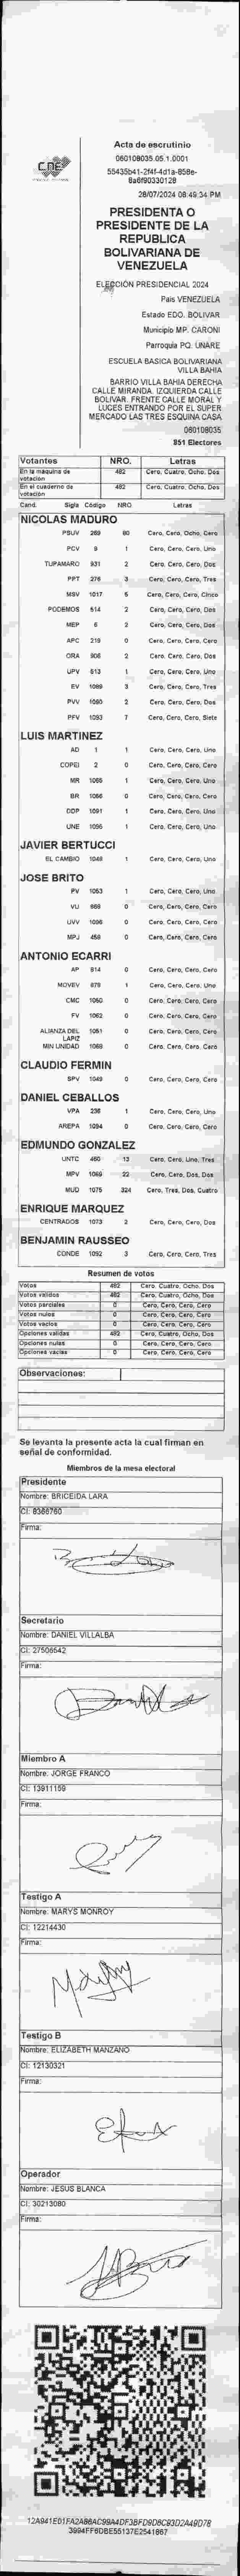 CNE
Acta de escrutinio
060108035.05.1.0001
55435b41-2f4f-4d1a-858e-
8a6f90330128
28/07/2024 08:49:34 PM
PRESIDENTA O
PRESIDENTE DE LA
REPUBLICA
BOLIVARIANA DE
VENEZUELA
ELECCIÓN PRESIDENCIAL 2024
Pais VENEZUELA
Estado EDO. BOLIVAR
Municipio MP. CARONI
Parroquia PQ. UNARE
ESCUELA BASICA BOLIVARIANA
VILLA BAHIA
BARRIO VILLA BAHIA DERECHA
CALLE MIRANDA. IZQUIERDA CALLE
BOLIVAR. FRENTE CALLE MORAL Y
LUCES ENTRANDO POR EL SUPER
MERCADO LAS TRES ESQUINA CASA
060108035
851 Electores
Votantes NRO. Letras
En la maquina de votación 482 Cero, Cuatro, Ocho, Dos
En el cuaderno de votación 482 Cero, Cuatro, Ocho, Dos
Cand. Sigla Código NRO Letras
NICOLAS MADURO
PSUV 269 80 Cero, Cero, Ocho, Cero
PCV 9 1 Cero, Cero, Cero, Uno
TUPAMARO 931 2 Cero, Cero, Cero, Dos
PPT 276 3 Cero, Cero, Cero, Tres
MSV 1017 5 Cero, Cero, Cero, Cinco
PODEMOS 514 2 Cero, Cero, Cero, Dos
MEP 6 2 Cero, Cero, Cero, Dos
APC 218 0 Cero, Cero, Cero, Cero
ORA 906 2 Cero, Cero, Cero, Dos
UPV 613 1 Cero, Cero, Cero, Uno
EV 1089 3 Cero, Cero, Cero, Tres
PVV 1090 2 Cero, Cero, Cero, Dos
PFV 1093 7 Cero, Cero, Cero, Siete
LUIS MARTINEZ
AD 1 1 Cero, Cero, Cero, Uno
COPEI 2 0 Cero, Cero, Cero, Cero
MR 1085 1 Cero, Cero, Cero, Uno
BR 1086 0 Cero, Cero, Cero, Cero
DDP 1091 1 Cero, Cero, Cero, Uno
UNE 1096 1 Cero, Cero, Cero, Uno
JAVIER BERTUCCI
EL CAMBIO 1048 1 Cero, Cero, Cero, Uno
JOSE BRITO
PV 1053 1 Cero, Cero, Cero, Uno
VU 668 0 Cero, Cero, Cero, Cero
UVV 1098 0 Cero, Cero, Cero, Cero
MPJ 458 0 Cero, Cero, Cero, Cero
ANTONIO ECARRI
AP 814 0 Cero, Cero, Cero, Cero
MOVEV 878 1 Cero, Cero, Cero, Uno
CMC 1050 0 Cero, Cero, Cero, Cero
FV 1062 0 Cero, Cero, Cero, Cero
ALIANZA DEL LAPIZ 1051 0 Cero, Cero, Cero, Cero
MIN UNIDAD 1068 0 Cero, Cero, Cero, Cero
CLAUDIO FERMIN
SPV 1049 0 Cero, Cero, Cero, Cero
DANIEL CEBALLOS
VPA 236 1 Cero, Cero, Cero, Uno
AREPA 1094 0 Cero, Cero, Cero, Cero
EDMUNDO GONZALEZ
UNTC 460 13 Cero, Cero, Uno, Tres
MPV 1069 22 Cero, Cero, Dos, Dos
MUD 1075 324 Cero, Tres, Dos, Cuatro
ENRIQUE MARQUEZ
CENTRADOS 1073 2 Cero, Cero, Cero, Dos
BENJAMIN RAUSSEO
CONDE 1092 3 Cero, Cero, Cero, Tres
Resumen de votos
Votos 482 Cero, Cuatro, Ocho, Dos
Votos validos 482 Cero, Cuatro, Ocho, Dos
Votos parciales 0 Cero, Cero, Cero, Cero
Votos nulos 0 Cero, Cero, Cero, Cero
Votos vacios 0 Cero, Cero, Cero, Cero
Opciones validas 482 Cero, Cuatro, Ocho, Dos
Opciones nulas 0 Cero, Cero, Cero, Cero
Opciones vacias 0 Cero, Cero, Cero, Cero
Observaciones:
Se levanta la presente acta la cual firman en
señal de conformidad.
Miembros de la mesa electoral
Presidente
Nombre: BRICEIDA LARA
CI: 8366760
Firma:
Secretario
Nombre: DANIEL VILLALBA
CI: 27506642
Firma:
Miembro A
Nombre: JORGE FRANCO
CI: 13911159
Firma:
Testigo A
Nombre: MARYS MONROY
CI: 12214430
Firma:
Testigo B
Nombre: ELIZABETH MANZANO
CI: 12130321
Firma:
Operador
Nombre: JESUS BLANCA
CI: 30213080
Firma:
12A941E01FA2A86AC99A4DF3BFD9D8C93D2A49D78
3994FF6DBE55137E2541867